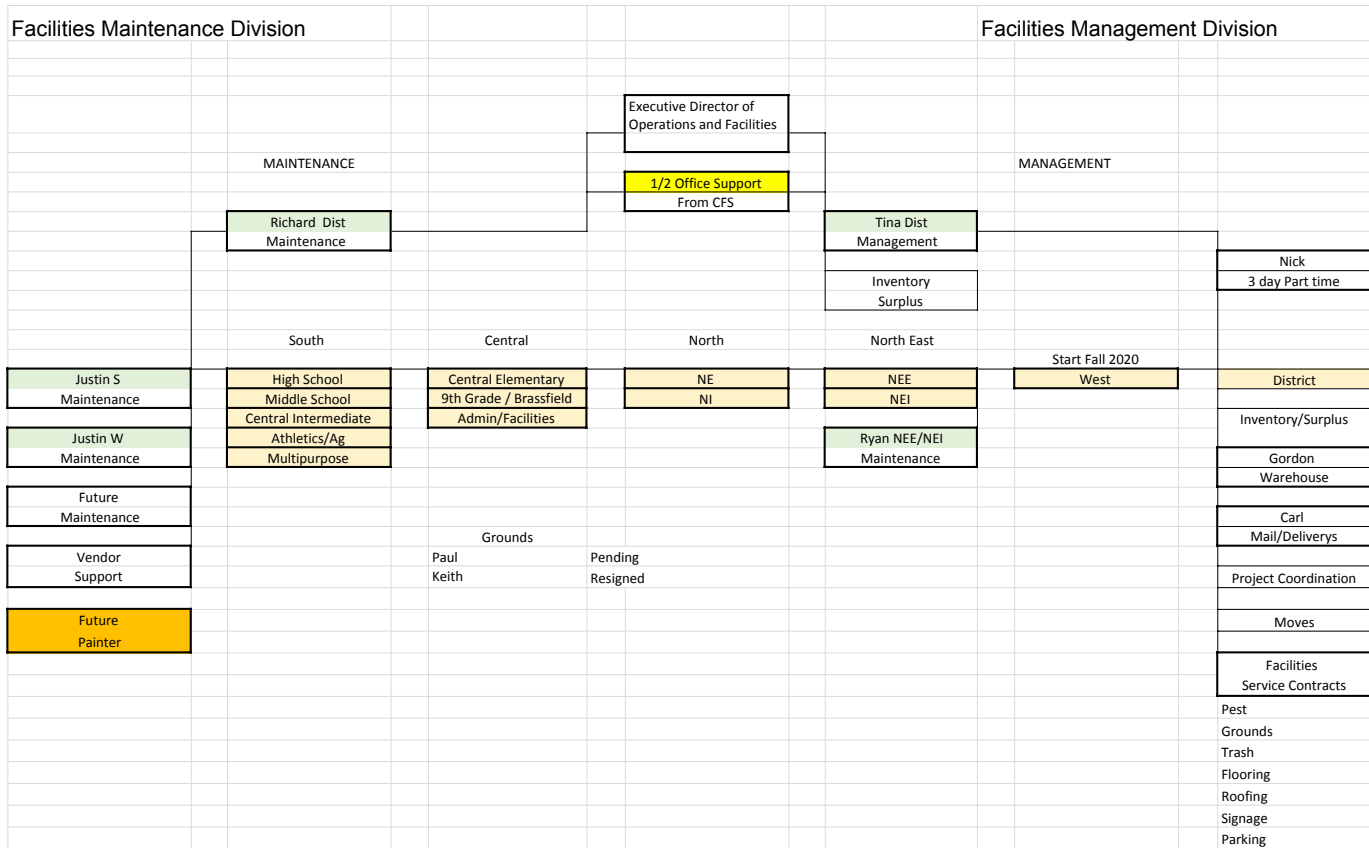 Facilities Maintenance Division
Facilities Management Division
Executive Director of
Operations and Facilities
MAINTENANCE
MANAGEMENT
1/2 Office Support
From CFS
Richard  Dist
Maintenance
Tina Dist
Management
Nick
3 day Part time
Inventory
Surplus
South
Central
North
North East
Start Fall 2020
Justin S
Maintenance
High School
Middle School
Central Intermediate
Athletics/Ag
Multipurpose
Central Elementary
9th Grade / Brassfield
Admin/Facilities
NE
NI
NEE
NEI
West
District
Inventory/Surplus
Justin W
Maintenance
Ryan NEE/NEI
Maintenance
Gordon
Warehouse
Future
Maintenance
Carl
Mail/Deliverys
Grounds
Paul
Pending
Keith
Resigned
Vendor
Support
Project Coordination
Future
Painter
Moves
Facilities
Service Contracts
Pest
Grounds
Trash
Flooring
Roofing
Signage
Parking